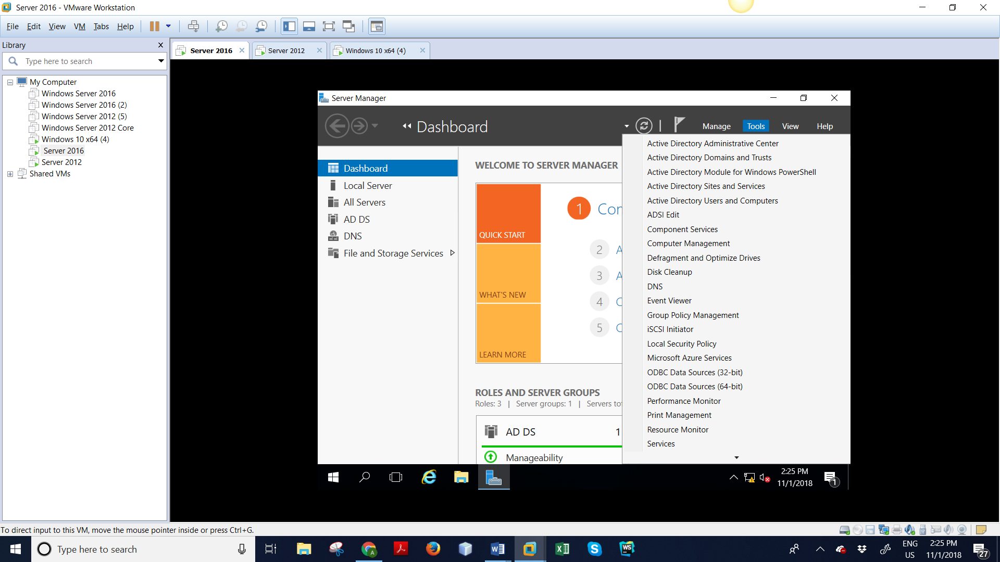 Server 2016 - VMware Workstation
File Edit View VM Tabs Help
Library
Type here to search
My Computer
Windows Server 2016
Windows Server 2016 (2)
Windows Server 2012 (5)
Windows Server 2012 Core
Windows 10 x64 (4)
Server 2016
Server 2012
Shared VMs
Server 2016 Server 2012 Windows 10 x64 (4)
Server Manager
Dashboard
Manage Tools View Help
Dashboard
Local Server
All Servers
AD DS
DNS
File and Storage Services
WELCOME TO SERVER MANAGER
QUICK START
WHAT'S NEW
LEARN MORE
1 Con
2 A
3 A
4 C
5 C
ROLES AND SERVER GROUPS
Roles: 3 | Server groups: 1 | Servers tot
AD DS 1
Manageability
Active Directory Administrative Center
Active Directory Domains and Trusts
Active Directory Module for Windows PowerShell
Active Directory Sites and Services
Active Directory Users and Computers
ADSI Edit
Component Services
Computer Management
Defragment and Optimize Drives
Disk Cleanup
DNS
Event Viewer
Group Policy Management
iSCSI Initiator
Local Security Policy
Microsoft Azure Services
ODBC Data Sources (32-bit)
ODBC Data Sources (64-bit)
Performance Monitor
Print Management
Resource Monitor
Services
2:25 PM
11/1/2018
1
To direct input to this VM, move the mouse pointer inside or press Ctrl+G.
Type here to search
A
WS
ENG
US
2:25 PM
11/1/2018
27